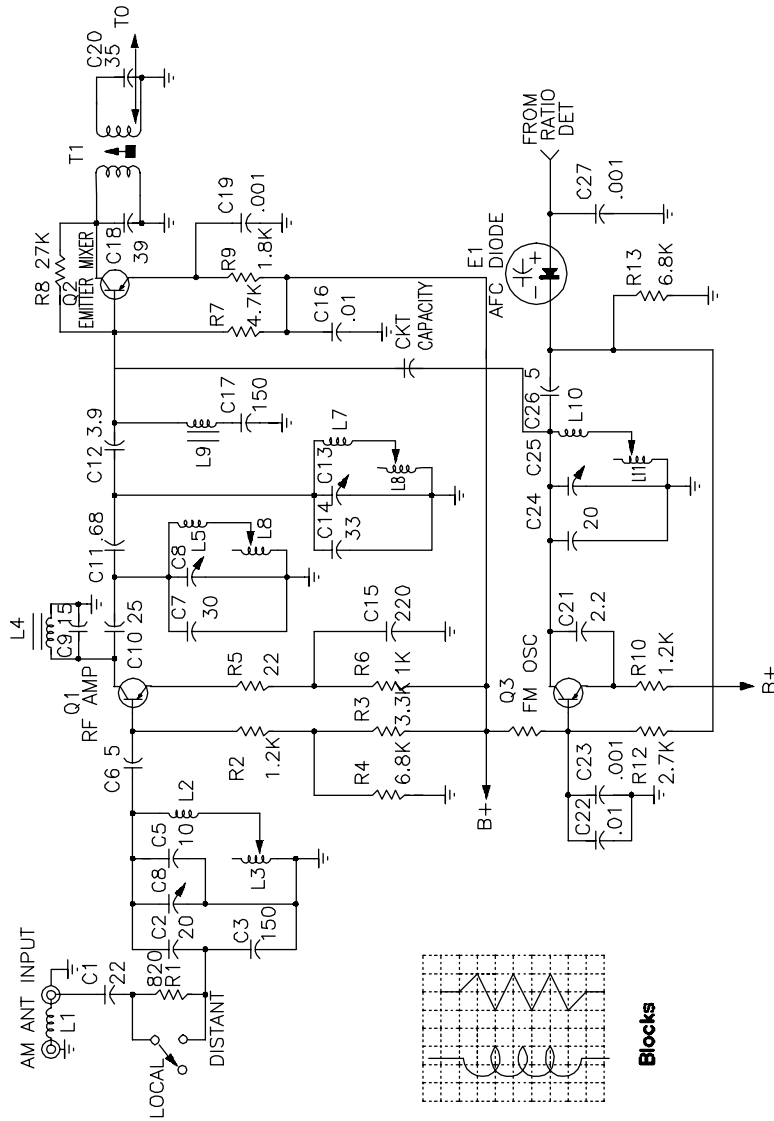 AM ANT INPUT
L1
C1
22
LOCAL
DISTANT
820
R1
C2
20
C3
150
C8
C5
10
L3
L2
C6 5
Q1
RF AMP
L4
C9 15
C10 25
R2
1.2K
R5
22
R4
6.8K
R3
3.3K
R6
1K
C15
220
B+
C11 .68
C7
30
C8
L5
L8
C12 3.9
C14
33
C13
L7
L8
L9
C17
150
CKT
CAPACITY
R8 27K
Q2
EMITTER MIXER
C18
39
R7
4.7K
R9
1.8K
C16
.01
C19
.001
T1
C20
35
TO
Q3
FM OSC
C22
.01
C23
.001
R12
2.7K
R10
1.2K
B+
C21
2.2
C24
20
C25
L10
L11
C26 5
E1
AFC DIODE
− +
R13
6.8K
C27
.001
FROM
RATIO
DET
Blocks